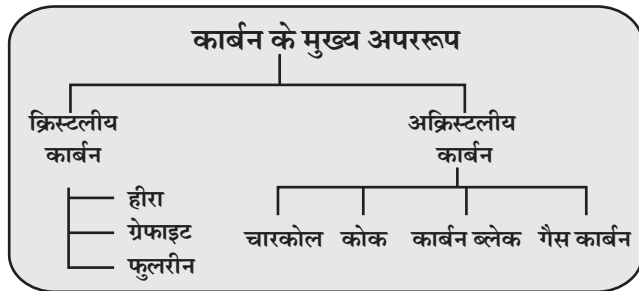 कार्बन के मुख्य अपररूप
क्रिस्टलीय
कार्बन
अक्रिस्टलीय
कार्बन
हीरा
ग्रेफाइट
फुलरीन
चारकोल कोक कार्बन ब्लेक गैस कार्बन